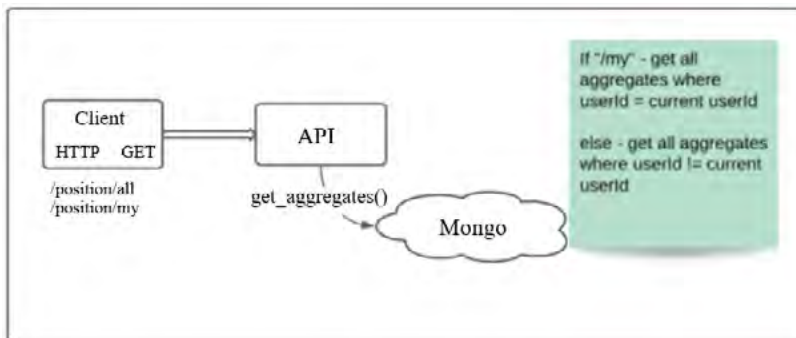 Client
HTTP GET
/position/all
/position/my
API
get_aggregates()
Mongo
If "/my" - get all
aggregates where
userId = current userId
else - get all aggregates
where userId != current
userId